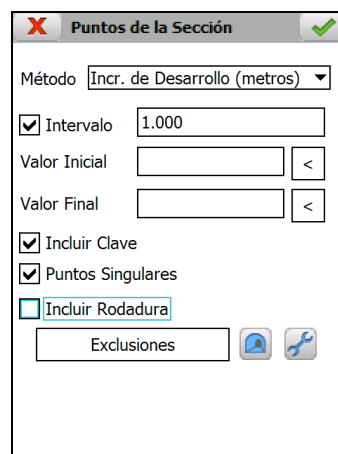 Puntos de la Sección
Método Incr. de Desarrollo (metros)
Intervalo 1.000
Valor Inicial <
Valor Final <
Incluir Clave
Puntos Singulares
Incluir Rodadura
Exclusiones